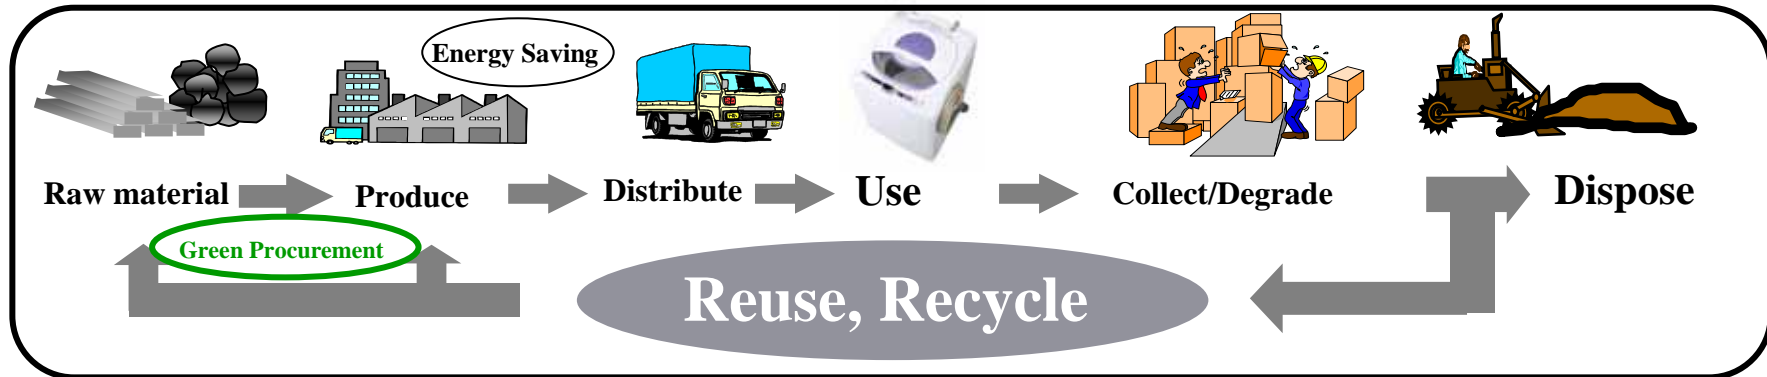 Energy Saving
Raw material
Produce
Distribute
Use
Collect/Degrade
Dispose
Green Procurement
Reuse, Recycle